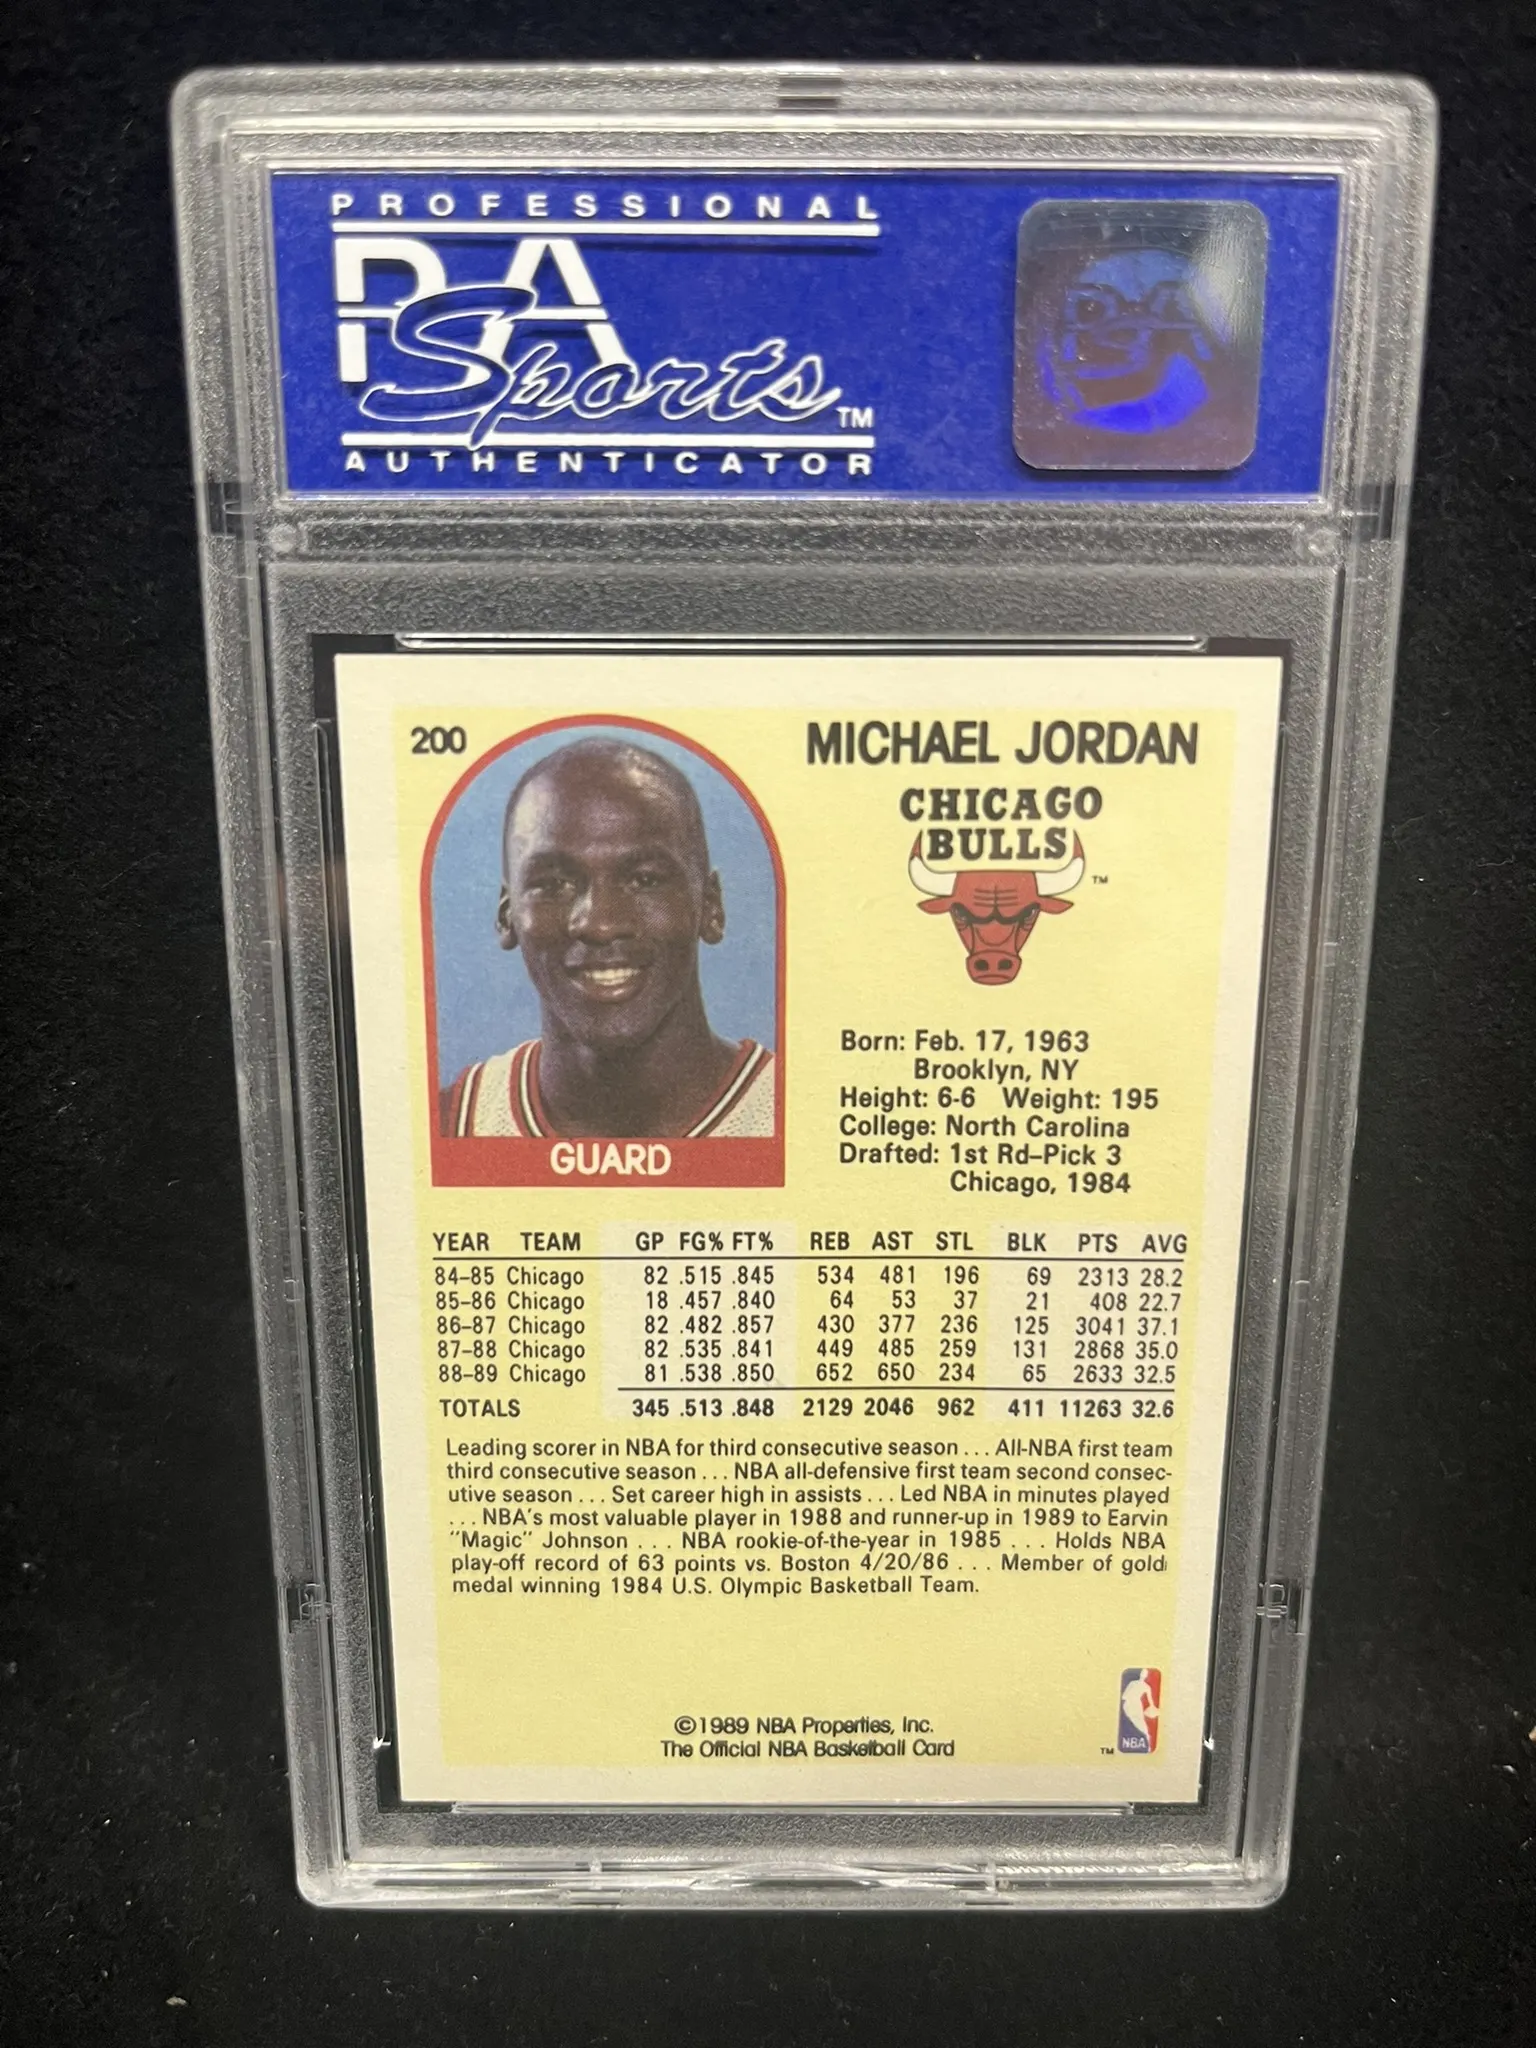 PROFESSIONAL
PSA
Sports™
AUTHENTICATOR
200
MICHAEL JORDAN
CHICAGO
BULLS
™
GUARD
Born: Feb. 17, 1963
Brooklyn, NY
Height: 6-6 Weight: 195
College: North Carolina
Drafted: 1st Rd–Pick 3
Chicago, 1984
YEAR TEAM GP FG% FT% REB AST STL BLK PTS AVG
84–85 Chicago 82 .515 .845 534 481 196 69 2313 28.2
85–86 Chicago 18 .457 .840 64 53 37 21 408 22.7
86–87 Chicago 82 .482 .857 430 377 236 125 3041 37.1
87–88 Chicago 82 .535 .841 449 485 259 131 2868 35.0
88–89 Chicago 81 .538 .850 652 650 234 65 2633 32.5
TOTALS 345 .513 .848 2129 2046 962 411 11263 32.6
Leading scorer in NBA for third consecutive season . . . All-NBA first team
third consecutive season . . . NBA all-defensive first team second consec-
utive season . . . Set career high in assists . . . Led NBA in minutes played
. . . NBA's most valuable player in 1988 and runner-up in 1989 to Earvin
"Magic" Johnson . . . NBA rookie-of-the-year in 1985 . . . Holds NBA
play-off record of 63 points vs. Boston 4/20/86 . . . Member of gold
medal winning 1984 U.S. Olympic Basketball Team.
©1989 NBA Properties, Inc.
The Official NBA Basketball Card
™ NBA